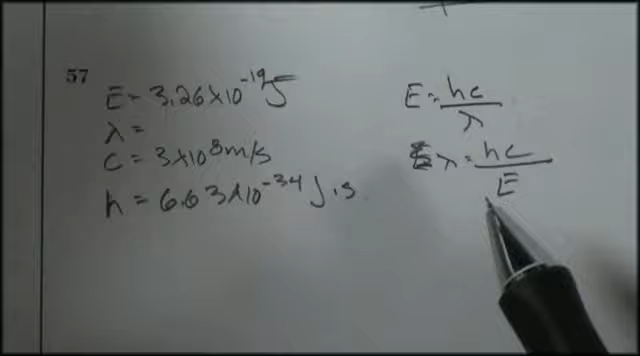 57
E = 3.26x10^-19 J
λ =
C = 3x10^8 m/s
h = 6.63x10^-34 J.s
E = hc/λ
λ = hc/E